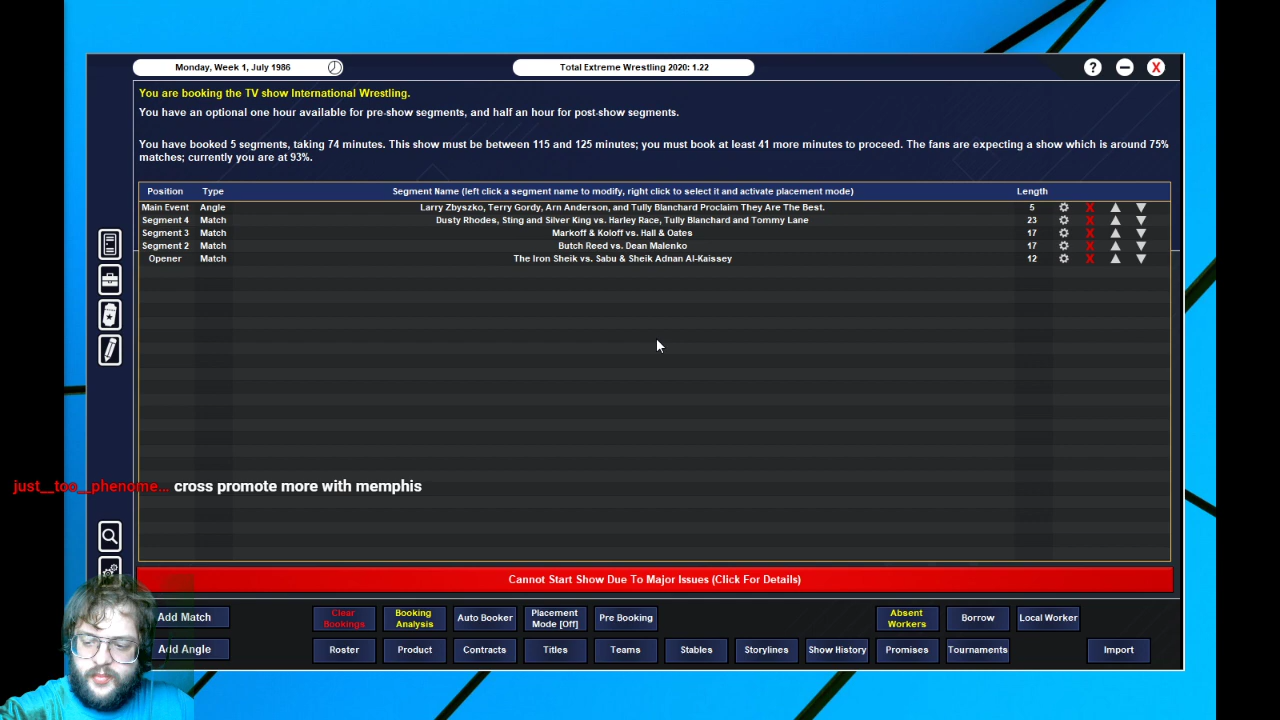 Monday, Week 1, July 1986
Total Extreme Wrestling 2020: 1.22
?
X
You are booking the TV show International Wrestling.
You have an optional one hour available for pre-show segments, and half an hour for post-show segments.
You have booked 5 segments, taking 74 minutes. This show must be between 115 and 125 minutes; you must book at least 41 more minutes to proceed. The fans are expecting a show which is around 75%
matches; currently you are at 93%.
Position Type Segment Name (left click a segment name to modify, right click to select it and activate placement mode) Length
Main Event Angle Larry Zbyszko, Terry Gordy, Arn Anderson, and Tully Blanchard Proclaim They Are The Best. 5 X
Segment 4 Match Dusty Rhodes, Sting and Silver King vs. Harley Race, Tully Blanchard and Tommy Lane 23 X
Segment 3 Match Markoff & Koloff vs. Hall & Oates 17 X
Segment 2 Match Butch Reed vs. Dean Malenko 17 X
Opener Match The Iron Sheik vs. Sabu & Sheik Adnan Al-Kaissey 12 X
just__too__phenome... cross promote more with memphis
Cannot Start Show Due To Major Issues (Click For Details)
Add Match Clear Bookings Booking Analysis Auto Booker Placement Mode [Off] Pre Booking Absent Workers Borrow Local Worker
Add Angle Roster Product Contracts Titles Teams Stables Storylines Show History Promises Tournaments Import